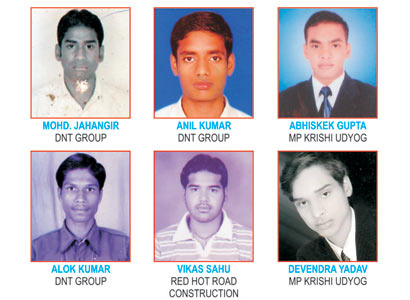 MOHD. JAHANGIR
DNT GROUP
ANIL KUMAR
DNT GROUP
ABHISKEK GUPTA
MP KRISHI UDYOG
ALOK KUMAR
DNT GROUP
VIKAS SAHU
RED HOT ROAD
CONSTRUCTION
DEVENDRA YADAV
MP KRISHI UDYOG